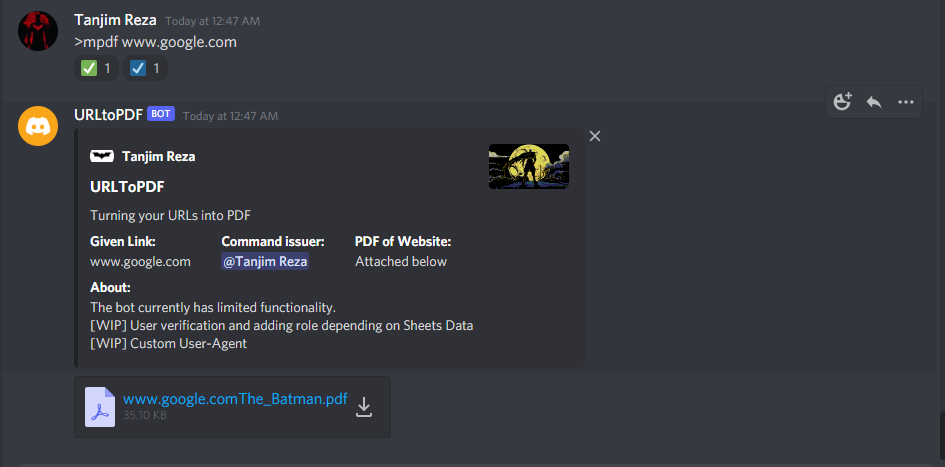 Tanjim Reza Today at 12:47 AM
>mpdf www.google.com
1 1
URLtoPDF BOT Today at 12:47 AM
Tanjim Reza
URLToPDF
Turning your URLs into PDF
Given Link: Command issuer: PDF of Website:
www.google.com @Tanjim Reza Attached below
About:
The bot currently has limited functionality.
[WIP] User verification and adding role depending on Sheets Data
[WIP] Custom User-Agent
www.google.comThe_Batman.pdf
35.10 KB